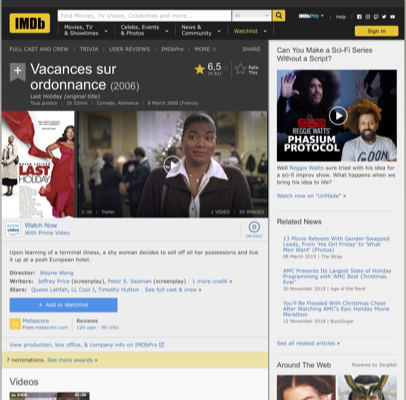 IMDb
Find Movies, TV shows, Celebrities and more...
All
IMDbPro
Help
Movies, TV
& Showtimes
Celebs, Events
& Photos
News &
Community
Watchlist
Sign in
FULL CAST AND CREW | TRIVIA | USER REVIEWS | IMDbPro | MORE
SHARE
Vacances sur
ordonnance (2006)
Last Holiday (original title)
Tous publics | 1h 52min | Comedy, Romance | 8 March 2006 (France)
6,5
Rate
This
LAST
HOLIDAY
2:30 | Trailer
1 VIDEO | 29 IMAGES
prime video
Watch Now
With Prime Video
ON DISC
Upon learning of a terminal illness, a shy woman decides to sell off all her possessions and live
it up at a posh European hotel.
Director: Wayne Wang
Writers: Jeffrey Price (screenplay), Peter S. Seaman (screenplay) | 1 more credit »
Stars: Queen Latifah, LL Cool J, Timothy Hutton | See full cast & crew »
+ Add to Watchlist
Metascore
From metacritic.com
Reviews
124 user | 90 critic
View production, box office, & company info on IMDbPro
7 nominations. See more awards »
Videos
Can You Make a Sci-Fi Series
Without a Script?
REGGIE WATTS'
PHASIUM
PROTOCOL
Well Reggie Watts sure tried with his idea for
a sci-fi improv show. What happens when we
bring his idea to life?
Watch now on "UnMade" »
Related News
13 Movie Reboots With Gender-Swapped
Leads, From 'His Girl Friday' to 'What
Men Want' (Photos)
08 March 2019 | The Wrap
AMC Presents Its Largest Slate of Holiday
Programming with 'AMC Best Christmas
Ever'
30 November 2018 | Age of the Nerd
You'll Be Flooded With Christmas Cheer
After Watching AMC's Epic Holiday Movie
Marathon
12 November 2018 | BuzzSugar
See all related articles »
Around The Web
Powered by ZergNet